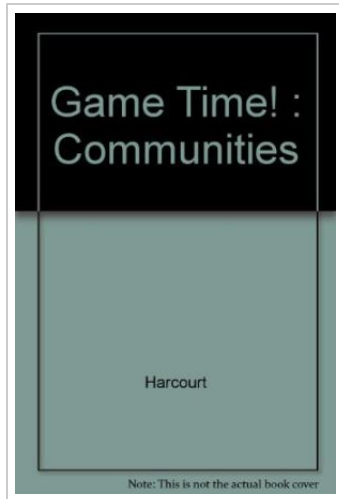 Game Time! :
Communities
Harcourt
Note: This is not the actual book cover